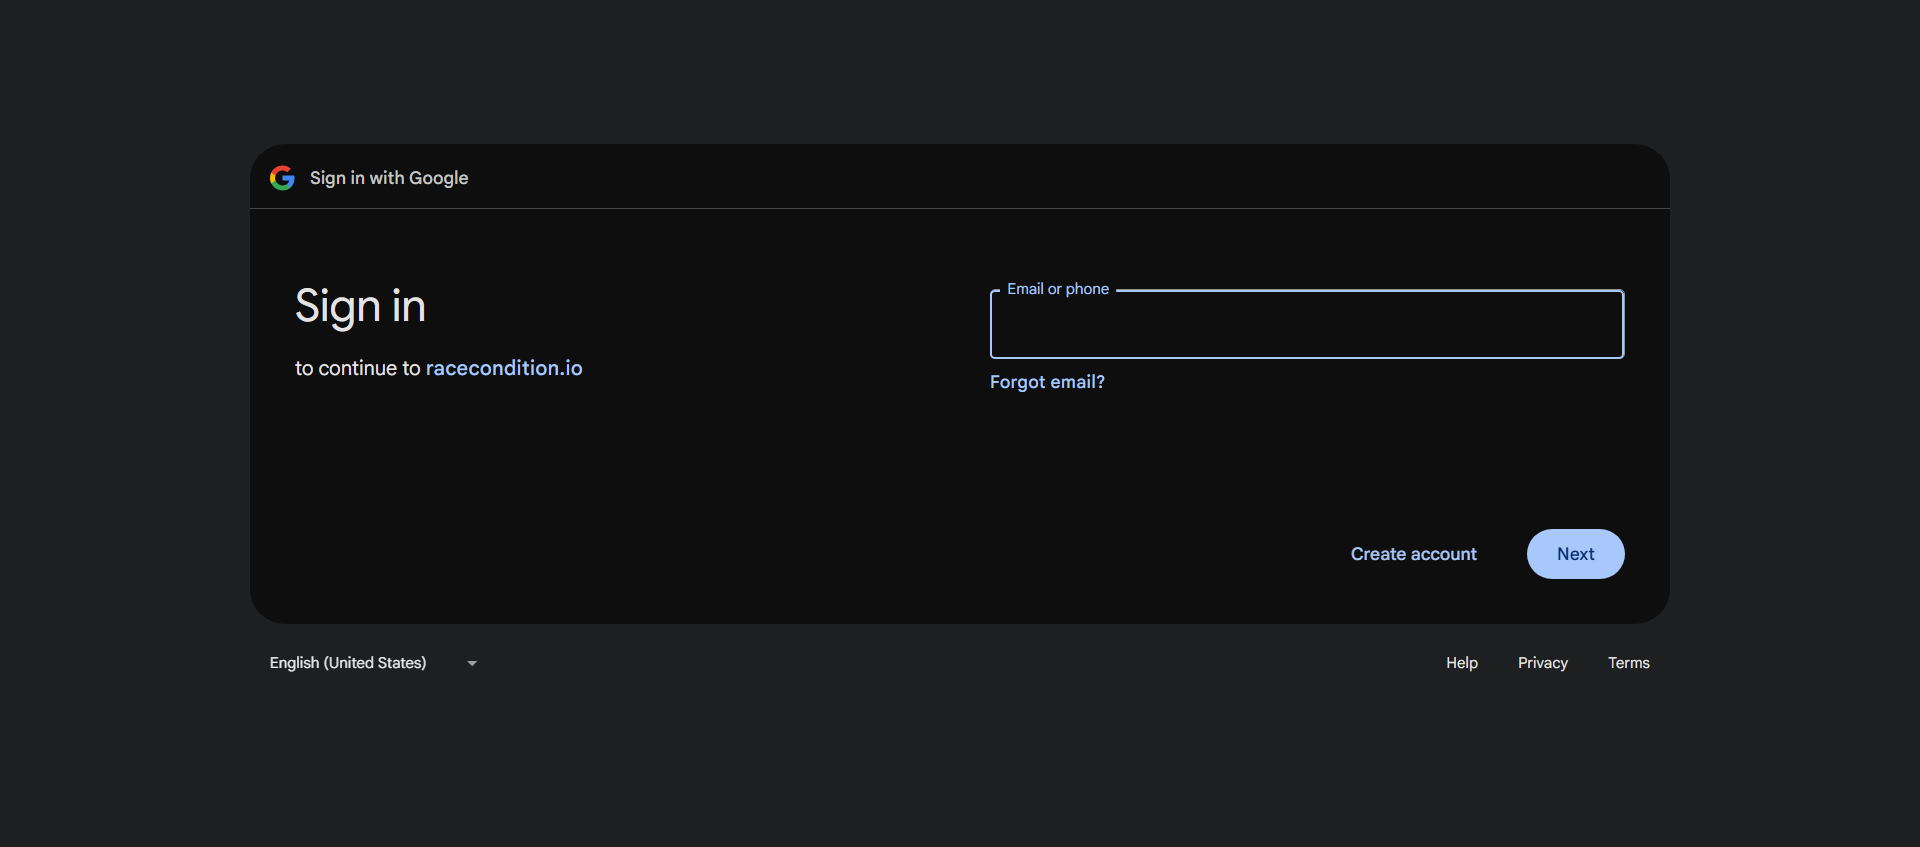 Sign in with Google
Sign in
to continue to racecondition.io
Email or phone
Forgot email?
Create account
Next
English (United States)
Help
Privacy
Terms